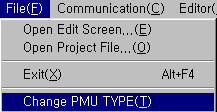 File(F) Communication(C) Editor(
Open Edit Screen...(E)
Open Project File...(P)
Exit(X) Alt+F4
Change PMU TYPE(T)